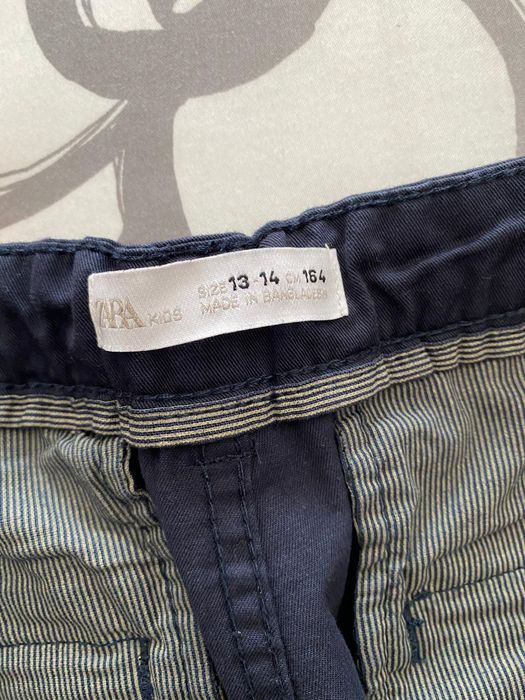 ZARA KIDS
SIZE 13-14 CM 164
MADE IN BANGLADESH